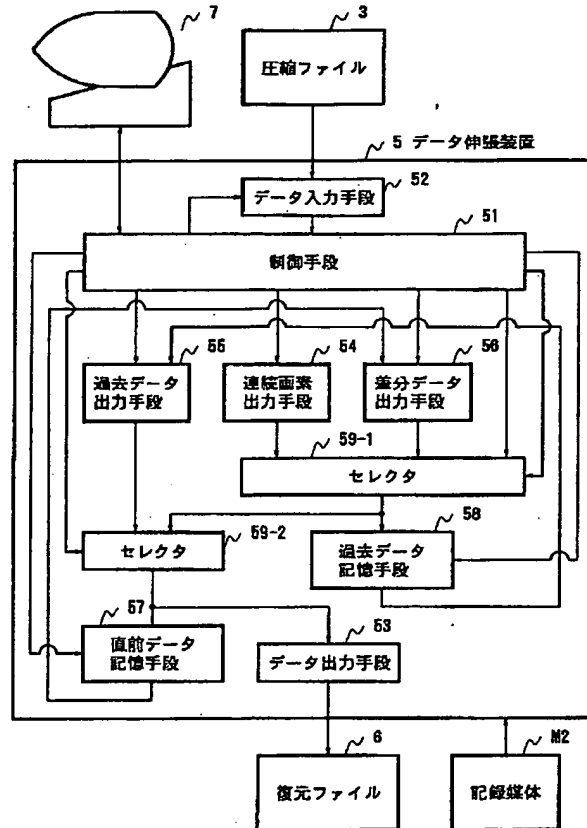 7
3
圧縮ファイル
5 データ伸張装置
52
データ入力手段
51
制御手段
55
過去データ
出力手段
54
連続画素
出力手段
56
差分データ
出力手段
59-1
セレクタ
59-2
セレクタ
58
過去データ
記憶手段
57
直前データ
記憶手段
53
データ出力手段
6
復元ファイル
M2
記録媒体